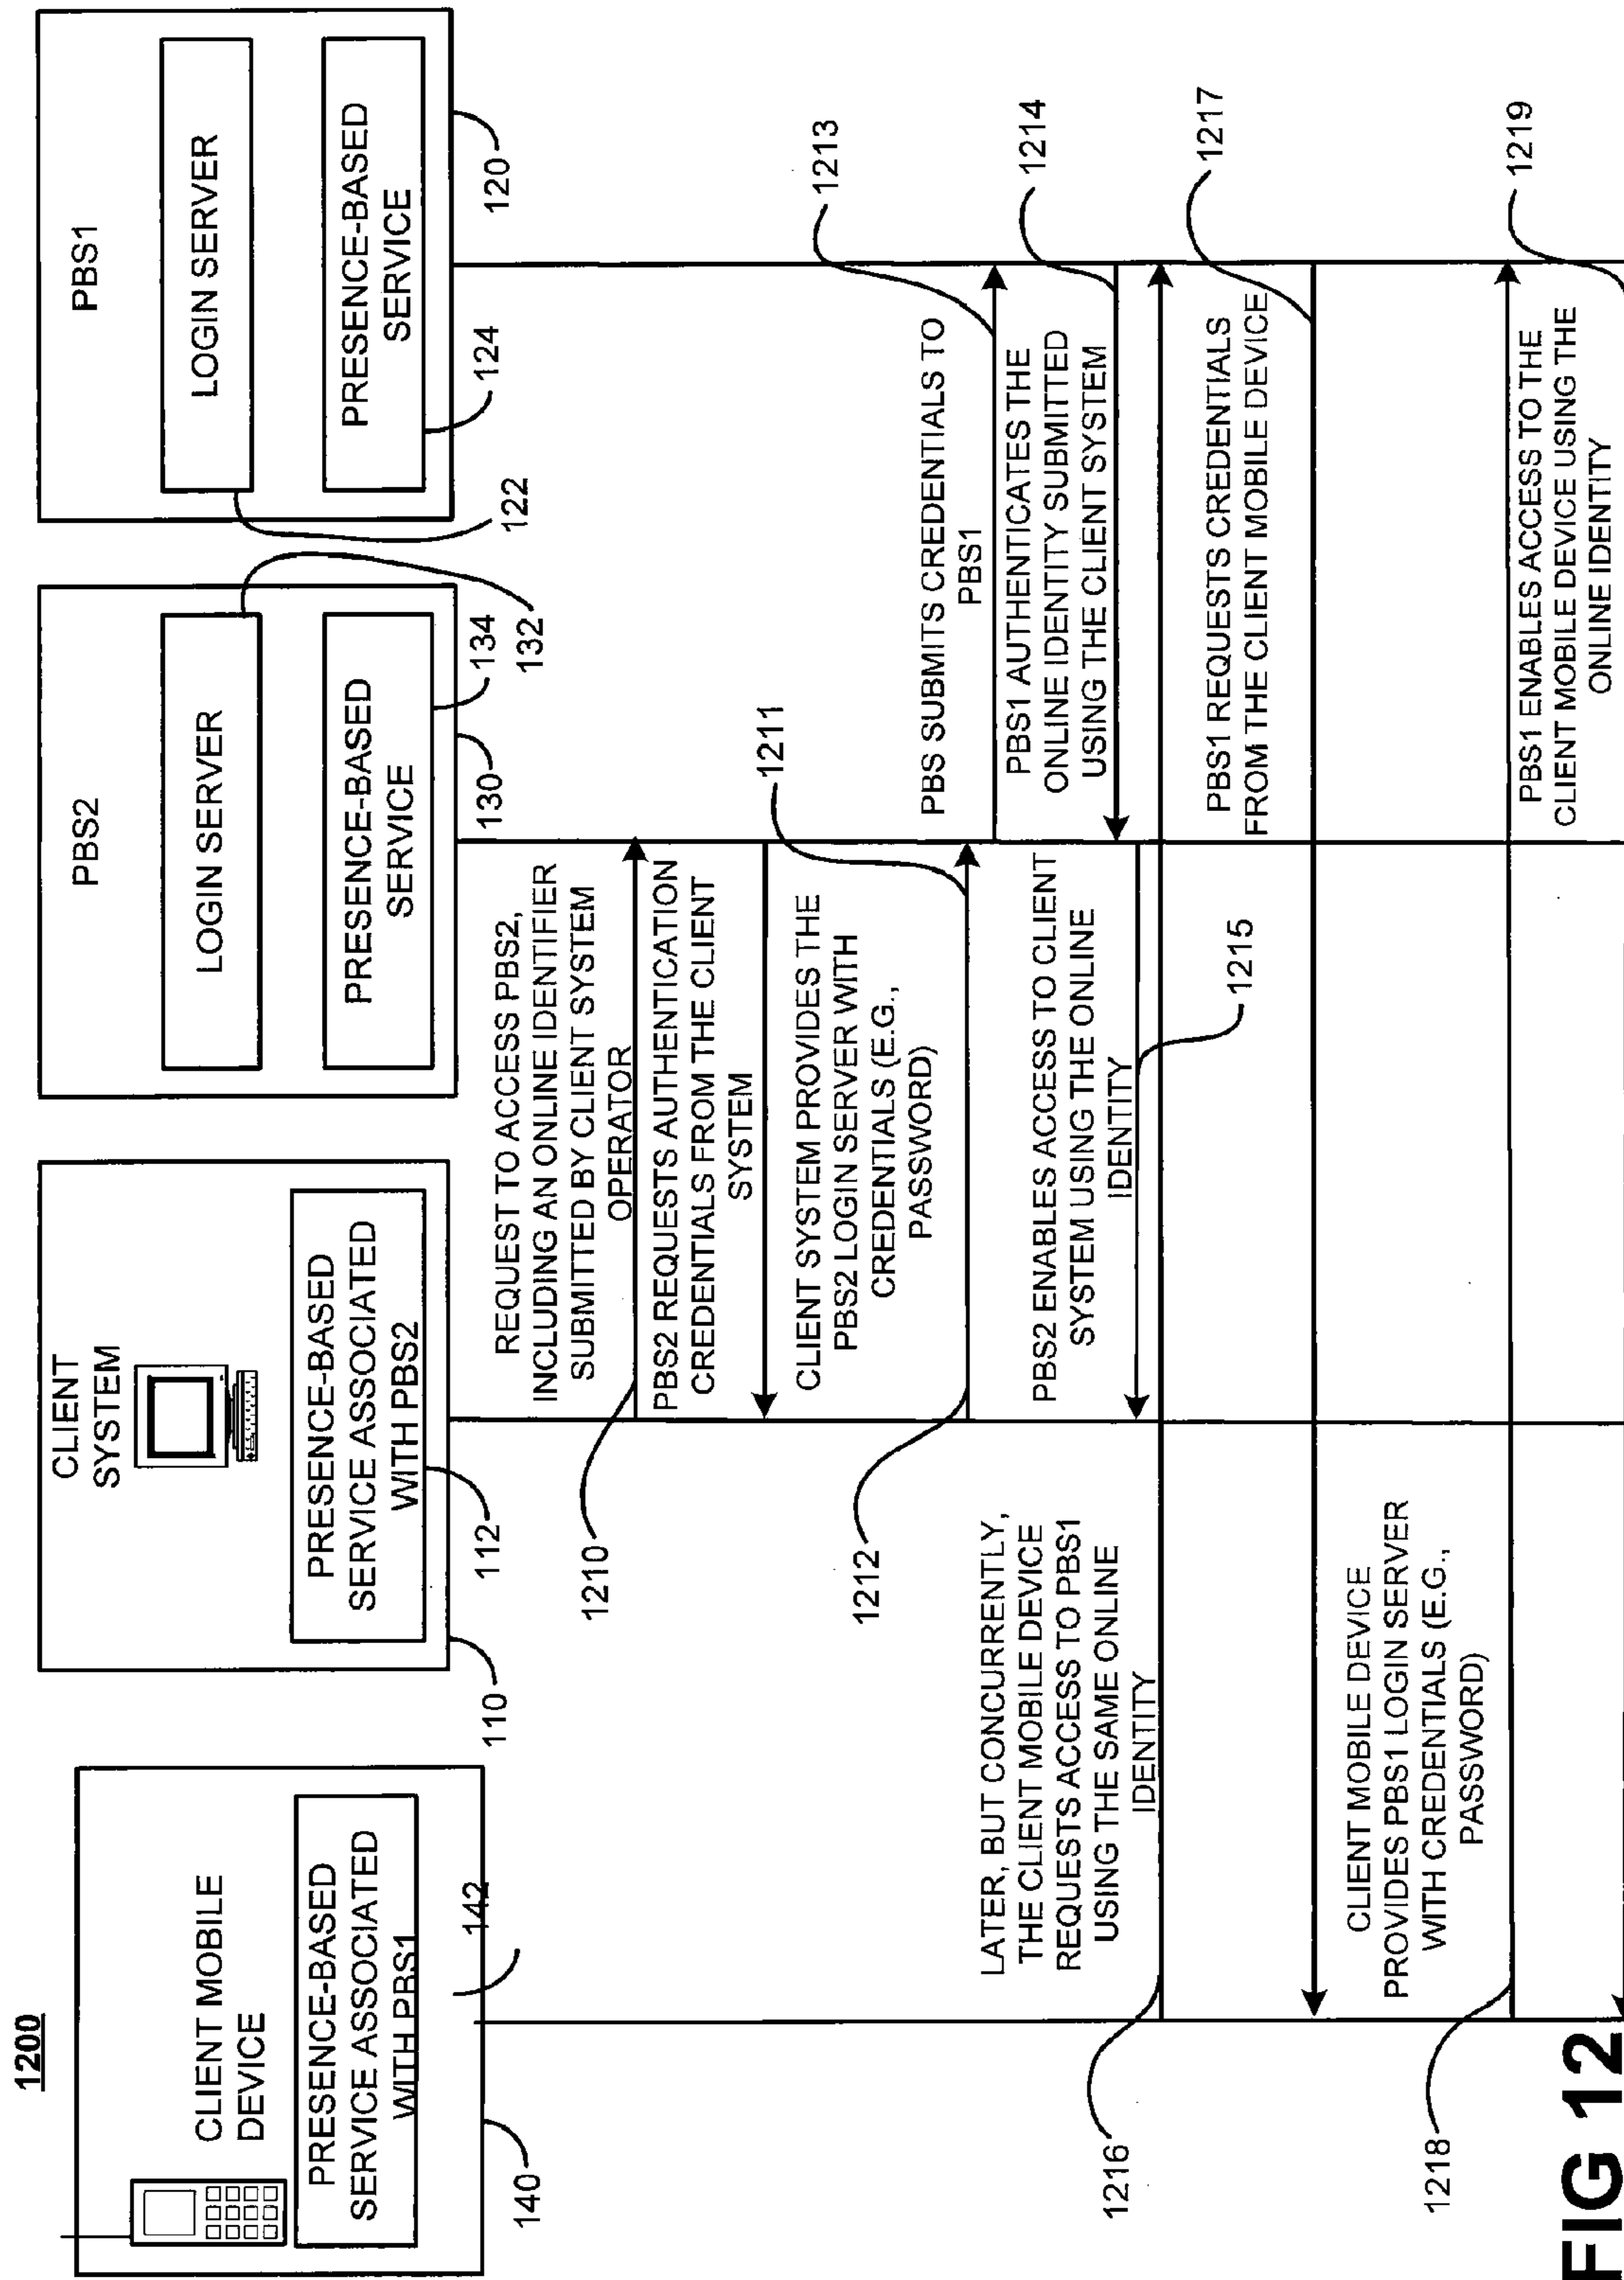 1200
CLIENT MOBILE
DEVICE
PRESENCE-BASED
SERVICE ASSOCIATED
WITH PBS1
142
140
CLIENT
SYSTEM
PRESENCE-BASED
SERVICE ASSOCIATED
WITH PBS2
112
110
PBS2
LOGIN SERVER
PRESENCE-BASED
SERVICE
134
132
130
PBS1
LOGIN SERVER
PRESENCE-BASED
SERVICE
124
122
120
REQUEST TO ACCESS PBS2,
INCLUDING AN ONLINE IDENTIFIER
SUBMITTED BY CLIENT SYSTEM
OPERATOR
1210
PBS2 REQUESTS AUTHENTICATION
CREDENTIALS FROM THE CLIENT
SYSTEM
1211
CLIENT SYSTEM PROVIDES THE
PBS2 LOGIN SERVER WITH
CREDENTIALS (E.G.,
PASSWORD)
1212
PBS SUBMITS CREDENTIALS TO
PBS1
1213
PBS1 AUTHENTICATES THE
ONLINE IDENTITY SUBMITTED
USING THE CLIENT SYSTEM
1214
PBS2 ENABLES ACCESS TO CLIENT
SYSTEM USING THE ONLINE
IDENTITY
1215
LATER, BUT CONCURRENTLY,
THE CLIENT MOBILE DEVICE
REQUESTS ACCESS TO PBS1
USING THE SAME ONLINE
IDENTITY
1216
PBS1 REQUESTS CREDENTIALS
FROM THE CLIENT MOBILE DEVICE
1217
CLIENT MOBILE DEVICE
PROVIDES PBS1 LOGIN SERVER
WITH CREDENTIALS (E.G.,
PASSWORD)
1218
PBS1 ENABLES ACCESS TO THE
CLIENT MOBILE DEVICE USING THE
ONLINE IDENTITY
1219
FIG 12